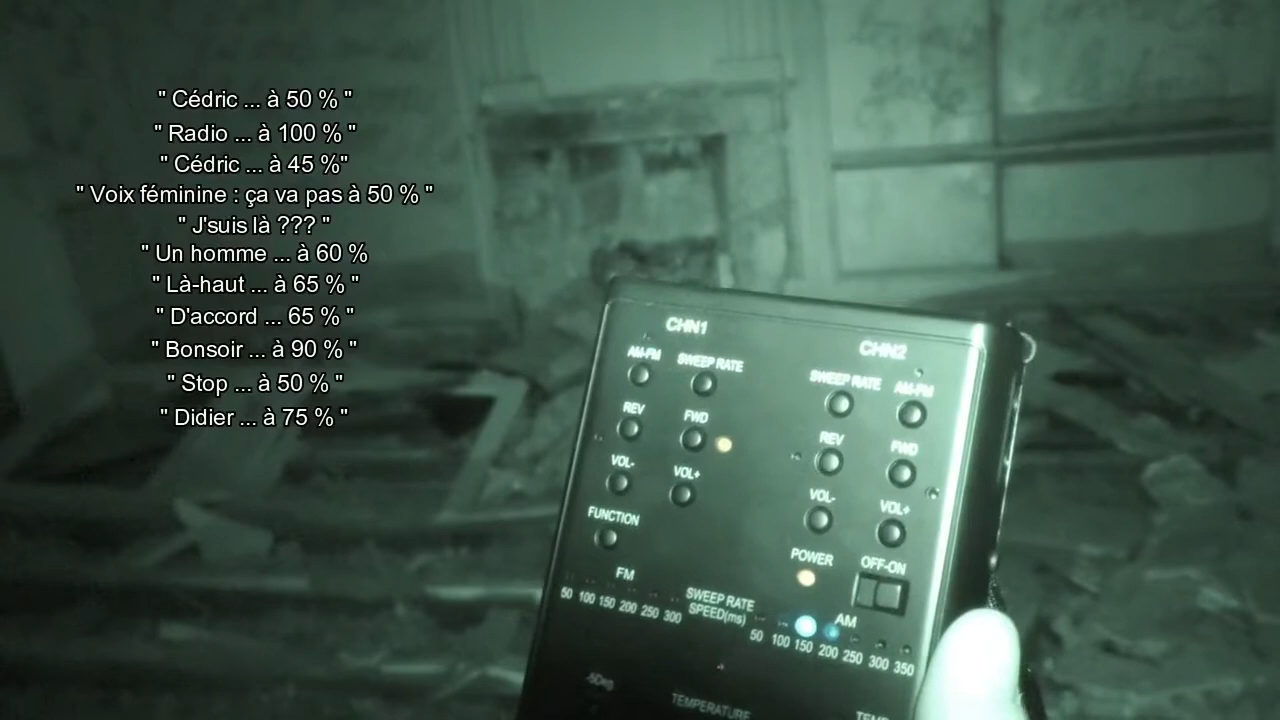 " Cédric ... à 50 % "
" Radio ... à 100 % "
" Cédric ... à 45 %"
" Voix féminine : ça va pas à 50 % "
" J'suis là ??? "
" Un homme ... à 60 %
" Là-haut ... à 65 % "
" D'accord ... 65 % "
" Bonsoir ... à 90 % "
" Stop ... à 50 % "
" Didier ... à 75 % "
CHN1
CHN2
AM-FM SWEEP RATE
SWEEP RATE AM-FM
REV FWD
REV FWD
VOL- VOL+
VOL- VOL+
FUNCTION
POWER OFF-ON
FM
SWEEP RATE
SPEED(ms)
AM
50 100 150 200 250 300
50 100 150 200 250 300 350
-5Deg
TEMPERATURE